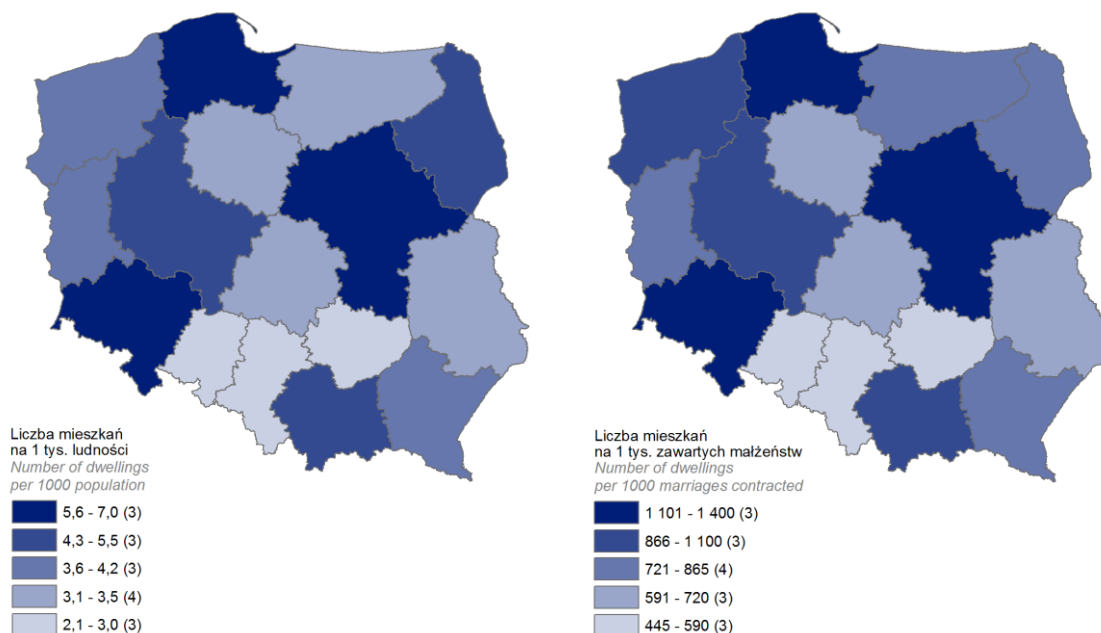 Liczba mieszkań
na 1 tys. ludności
Number of dwellings
per 1000 population
5,6 - 7,0 (3)
4,3 - 5,5 (3)
3,6 - 4,2 (3)
3,1 - 3,5 (4)
2,1 - 3,0 (3)
Liczba mieszkań
na 1 tys. zawartych małżeństw
Number of dwellings
per 1000 marriages contracted
1 101 - 1 400 (3)
866 - 1 100 (3)
721 - 865 (4)
591 - 720 (3)
445 - 590 (3)